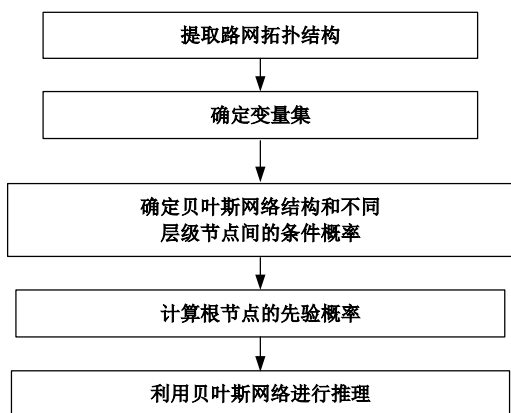 提取路网拓扑结构
确定变量集
确定贝叶斯网络结构和不同
层级节点间的条件概率
计算根节点的先验概率
利用贝叶斯网络进行推理